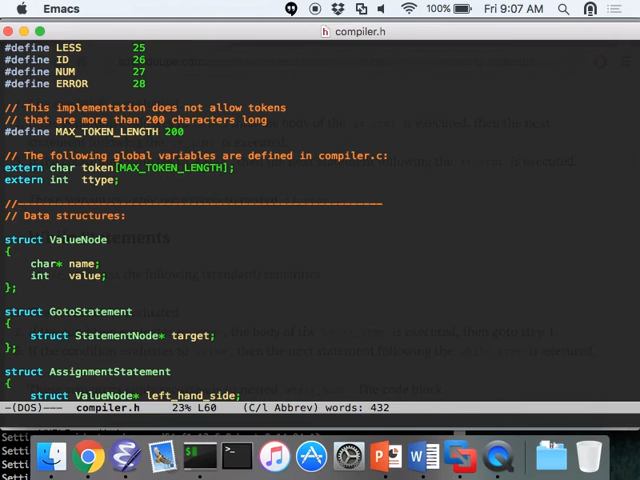 Emacs 100% Fri 9:07 AM
compiler.h
#define LESS 25
#define ID 26
#define NUM 27
#define ERROR 28
// This implementation does not allow tokens
// that are more than 200 characters long
#define MAX_TOKEN_LENGTH 200
// The following global variables are defined in compiler.c:
extern char token[MAX_TOKEN_LENGTH];
extern int ttype;
//---------------------------------------------------------
// Data structures:
struct ValueNode
{
char* name;
int value;
};
struct GotoStatement
{
struct StatementNode* target;
};
struct AssignmentStatement
{
struct ValueNode* left_hand_side;
-(DOS)--- compiler.h 23% L60 (C/l Abbrev) words: 432